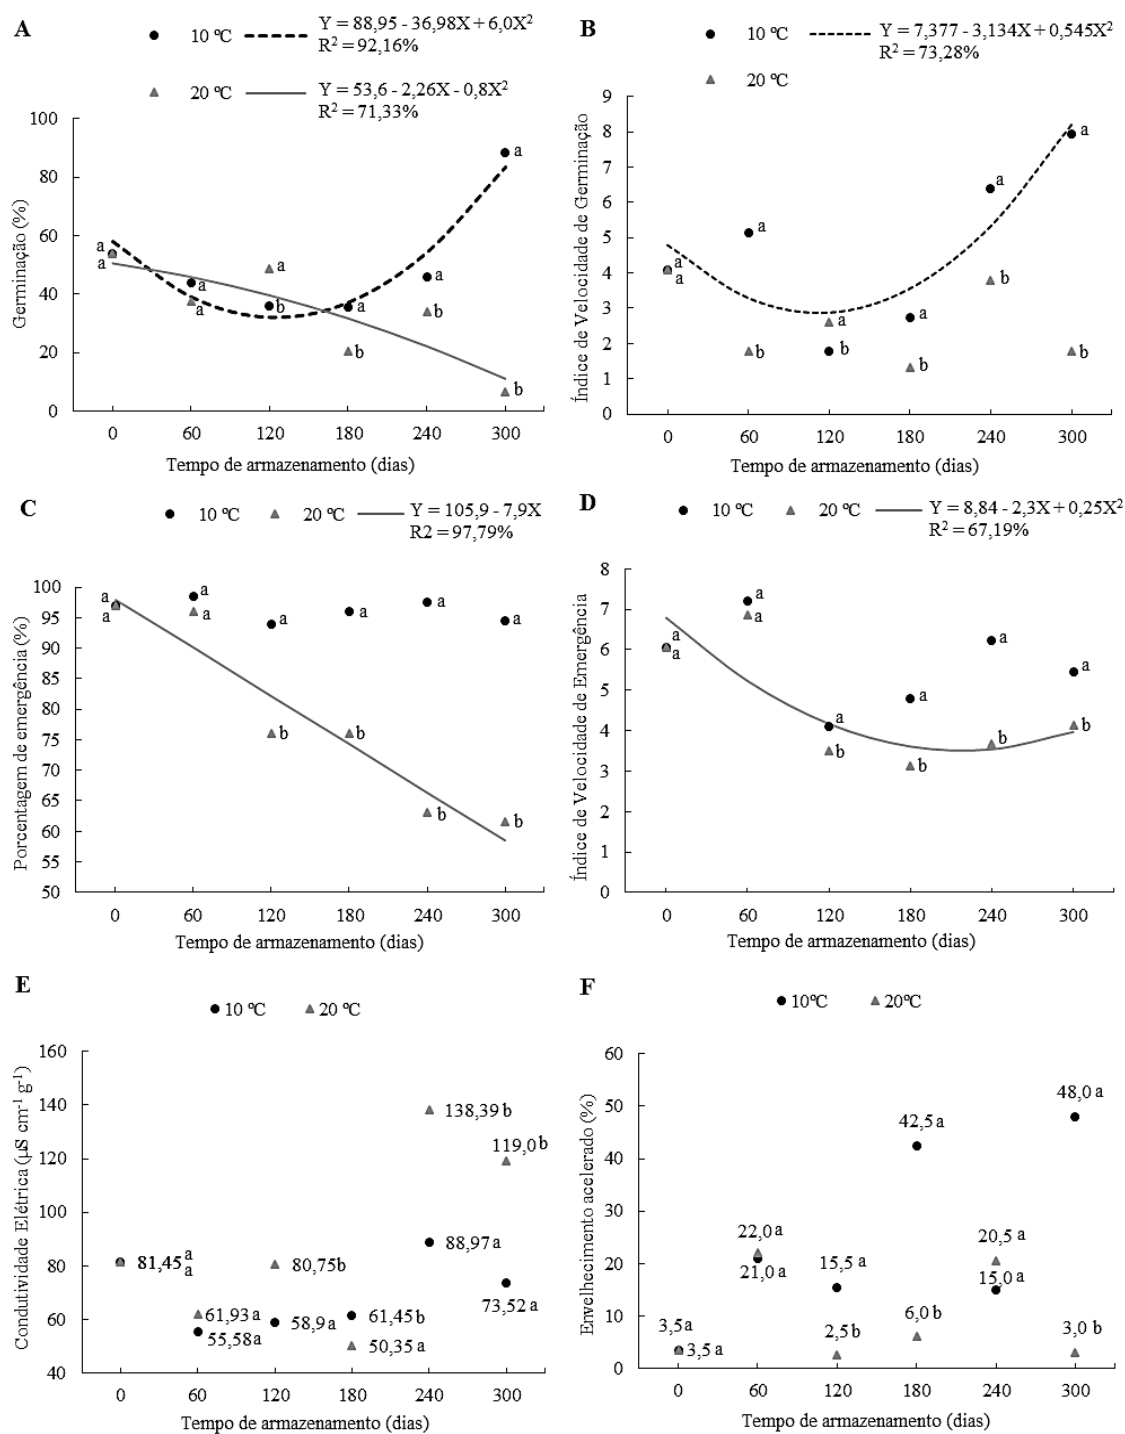 A
10 ºC
Y = 88,95 - 36,98X + 6,0X²
R² = 92,16%
20 ºC
Y = 53,6 - 2,26X - 0,8X²
R² = 71,33%
Germinação (%)
100
80
60
40
20
0
a
a
a
a
a
b
a
b
a
b
a
b
0 60 120 180 240 300
Tempo de armazenamento (dias)
B
10 ºC
Y = 7,377 - 3,134X + 0,545X²
R² = 73,28%
20 ºC
Índice de Velocidade de Germinação
9
8
7
6
5
4
3
2
1
0
a
a
a
b
a
b
a
b
a
b
a
b
0 60 120 180 240 300
Tempo de armazenamento (dias)
C
10 ºC 20 ºC
Y = 105,9 - 7,9X
R2 = 97,79%
Porcentagem de emergência (%)
100
95
90
85
80
75
70
65
60
55
50
a
a
a
a
a
b
a
b
a
b
a
b
0 60 120 180 240 300
Tempo de armazenamento (dias)
D
10 ºC 20 ºC
Y = 8,84 - 2,3X + 0,25X²
R² = 67,19%
Índice de Velocidade de Emergência
8
7
6
5
4
3
2
1
0
a
a
a
a
a
b
a
b
a
b
a
b
0 60 120 180 240 300
Tempo de armazenamento (dias)
E
10 ºC 20 ºC
Condutividade Elétrica (µS cm⁻¹ g⁻¹)
160
140
120
100
80
60
40
81,45 a
a
61,93 a
55,58 a
80,75 b
58,9 a
61,45 b
50,35 a
138,39 b
88,97 a
119,0 b
73,52 a
0 60 120 180 240 300
Tempo de armazenamento (dias)
F
10ºC 20ºC
Envelhecimento acelerado (%)
60
50
40
30
20
10
0
3,5 a
3,5 a
22,0 a
21,0 a
15,5 a
2,5 b
42,5 a
6,0 b
20,5 a
15,0 a
48,0 a
3,0 b
0 60 120 180 240 300
Tempo de armazenamento (dias)